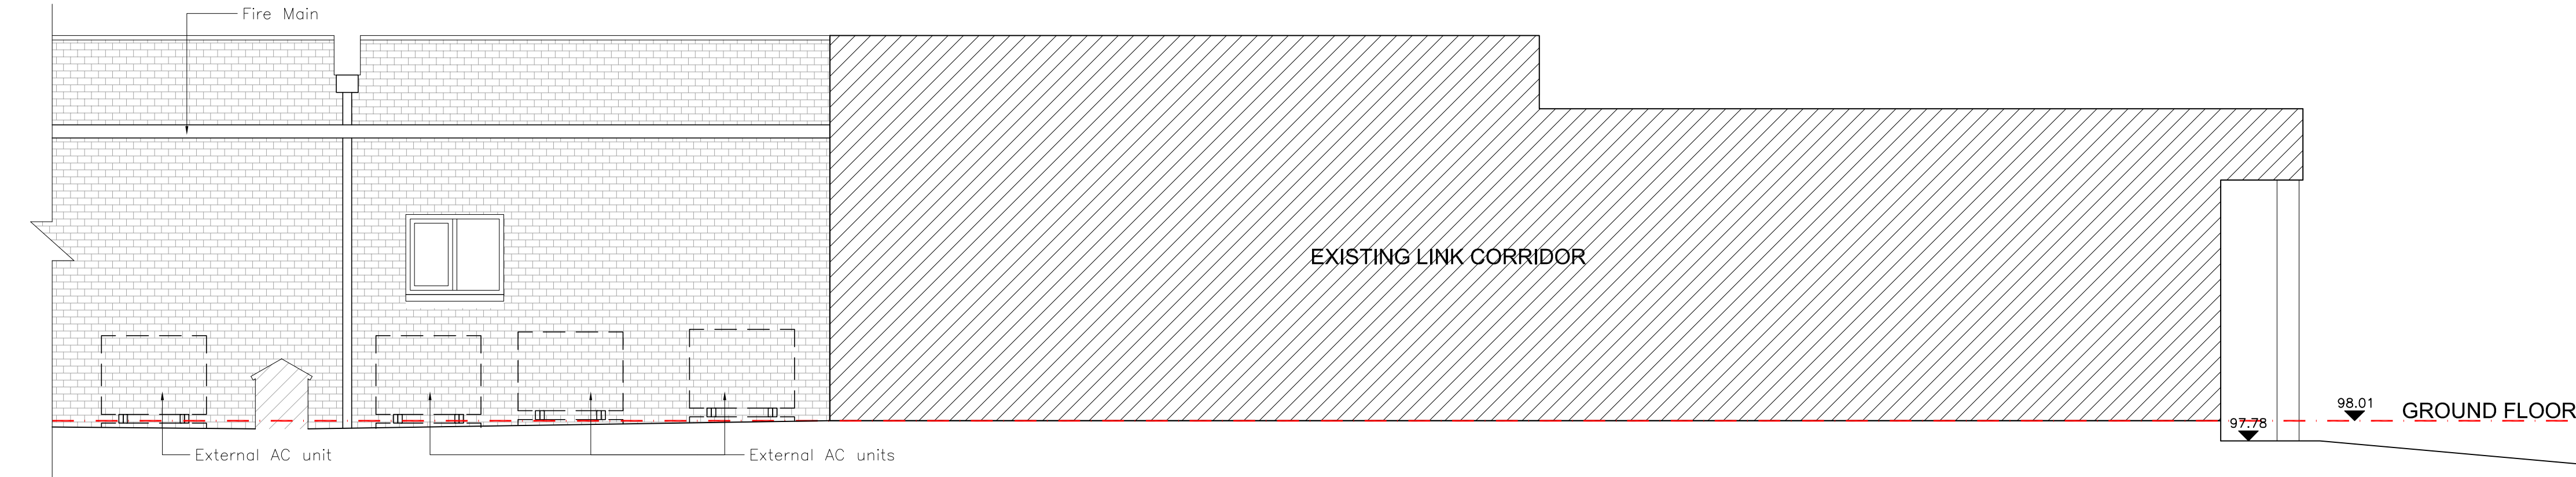 Fire Main
EXISTING LINK CORRIDOR
98.01
GROUND FLOOR
97.78
External AC unit
External AC units